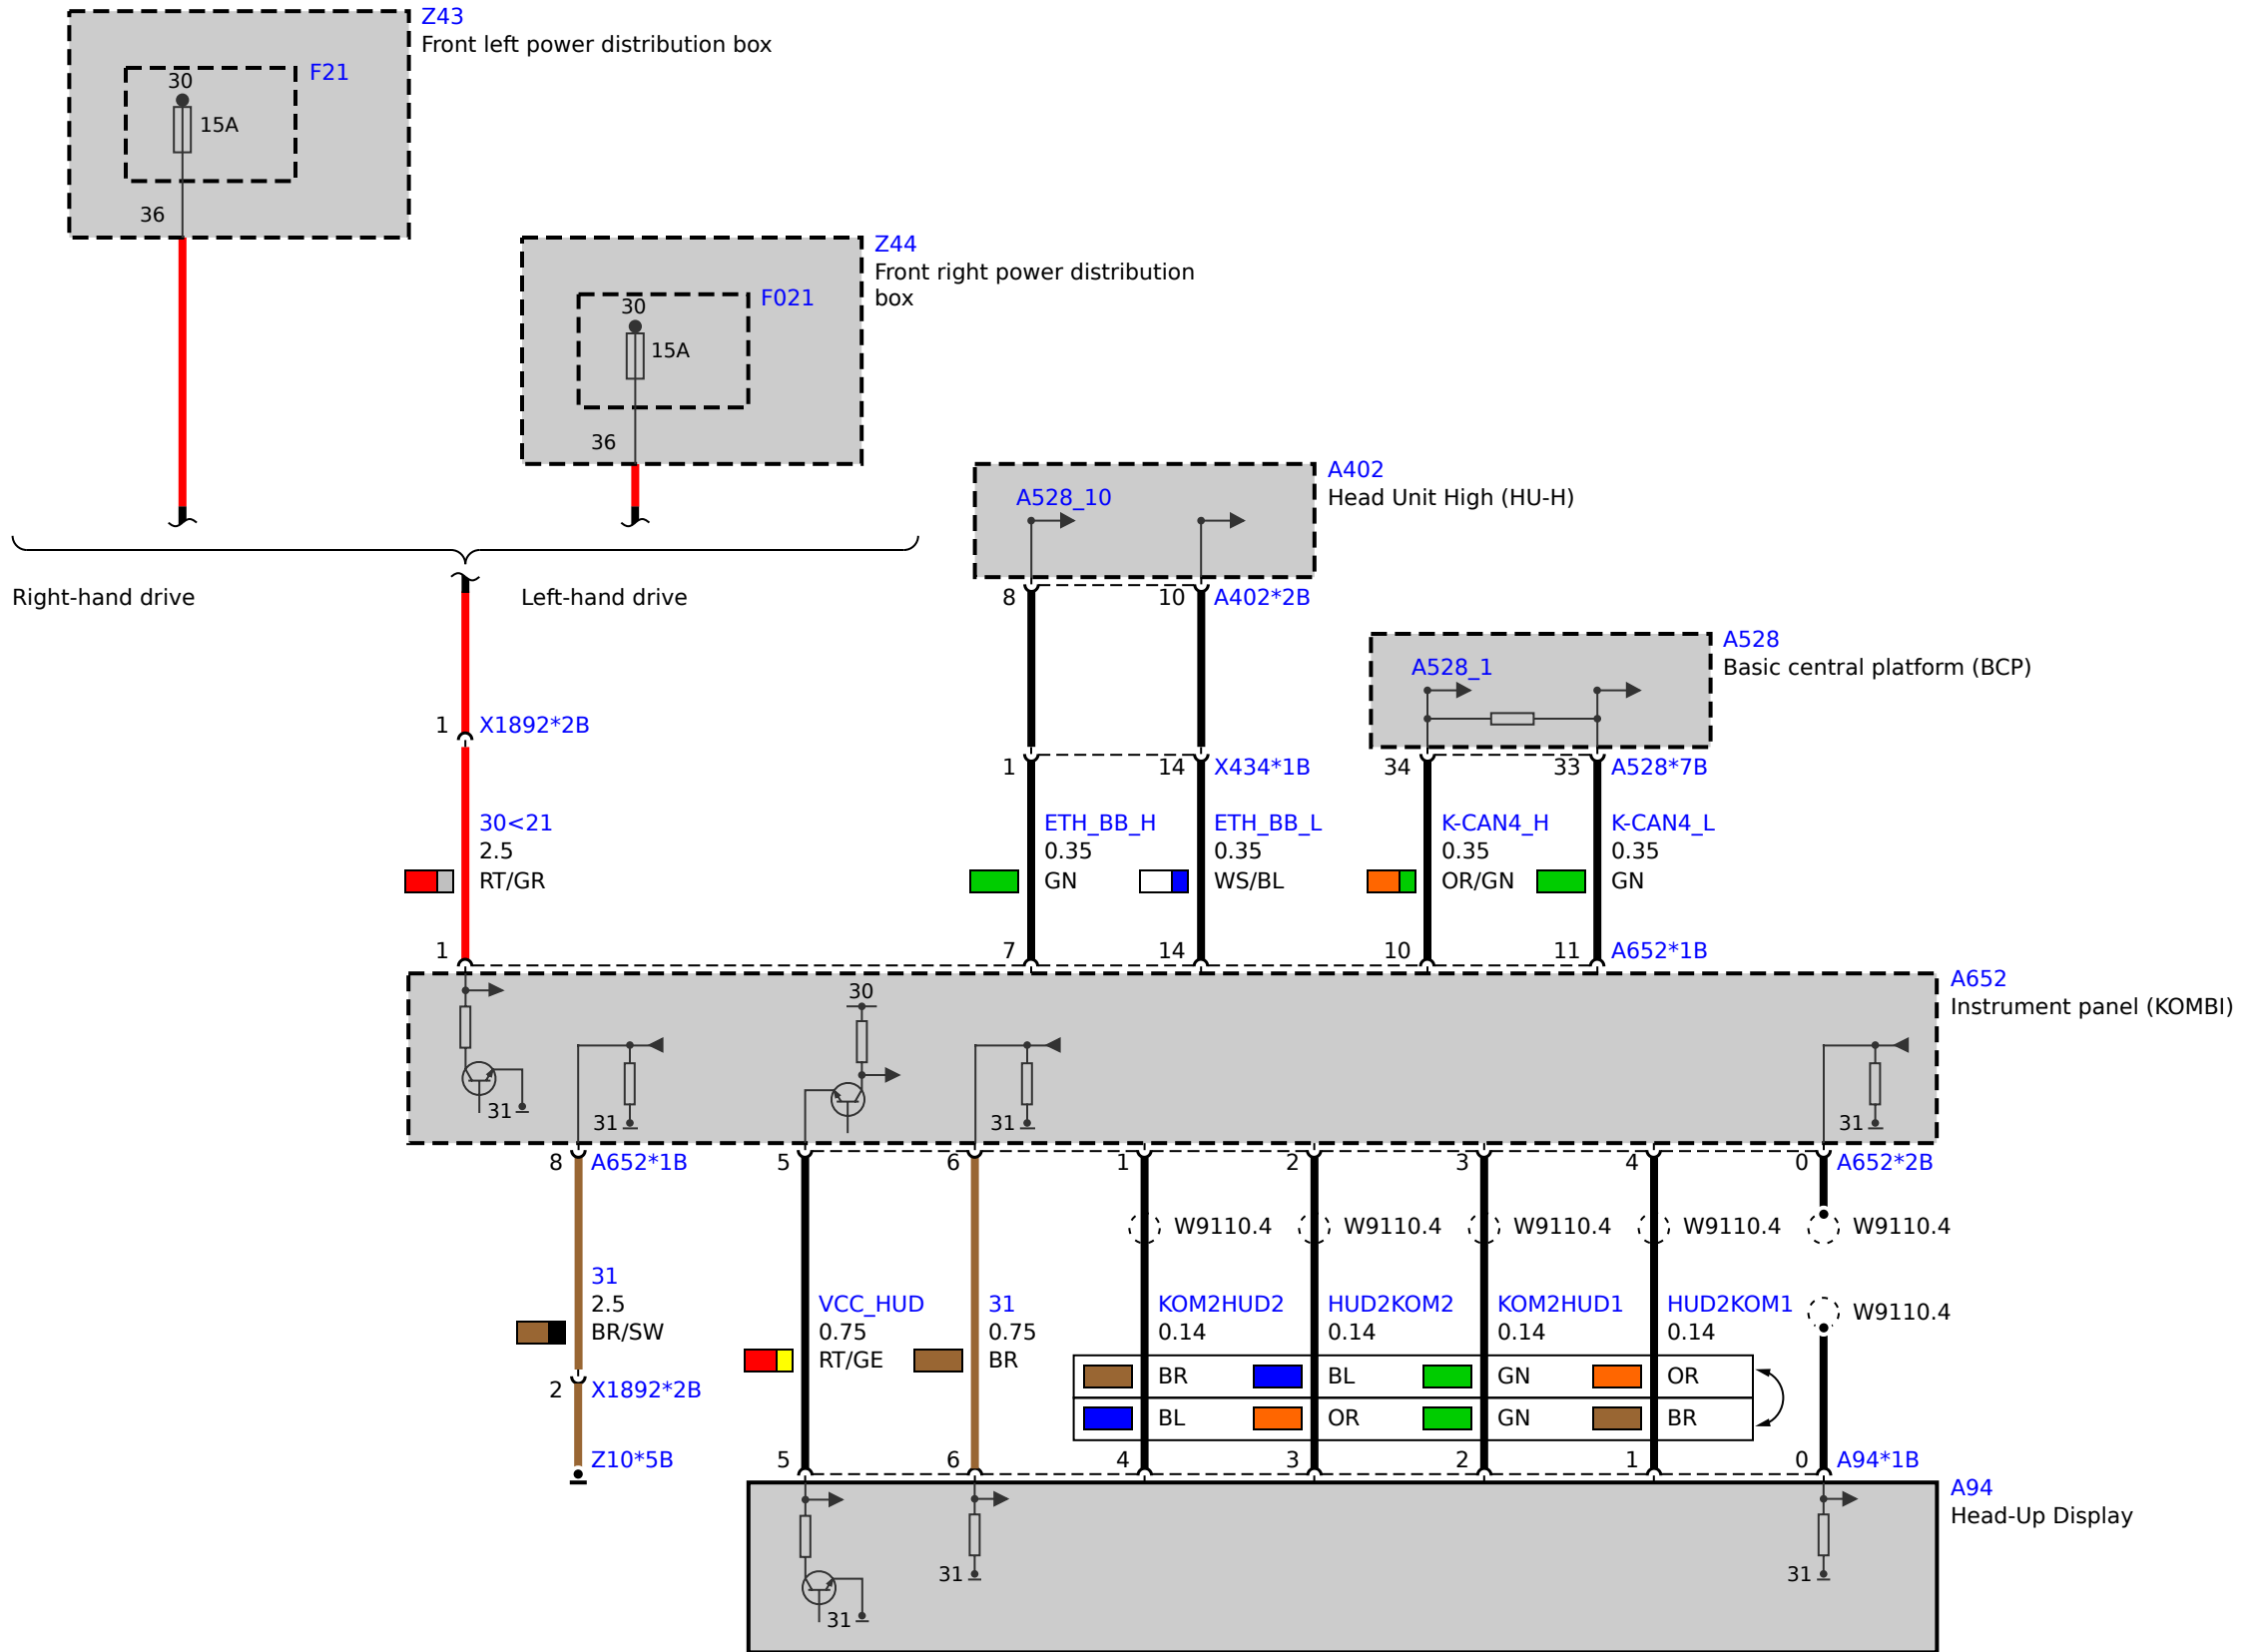 Z43
Front left power distribution box
F21
30
15A
36
Z44
Front right power distribution
box
F021
30
15A
36
A402
Head Unit High (HU-H)
A528_10
Right-hand drive
Left-hand drive
8
10
A402*2B
A528
Basic central platform (BCP)
A528_1
1
X1892*2B
1
14
X434*1B
34
33
A528*7B
30<21
2.5
RT/GR
ETH_BB_H
0.35
GN
ETH_BB_L
0.35
WS/BL
K-CAN4_H
0.35
OR/GN
K-CAN4_L
0.35
GN
1
7
14
10
11
A652*1B
A652
Instrument panel (KOMBI)
30
31
31
31
31
8
A652*1B
5
6
1
2
3
4
0
A652*2B
W9110.4
W9110.4
W9110.4
W9110.4
W9110.4
31
2.5
BR/SW
VCC_HUD
0.75
RT/GE
31
0.75
BR
KOM2HUD2
0.14
HUD2KOM2
0.14
KOM2HUD1
0.14
HUD2KOM1
0.14
W9110.4
BR
BL
GN
OR
BL
OR
GN
BR
2
X1892*2B
Z10*5B
5
6
4
3
2
1
0
A94*1B
A94
Head-Up Display
31
31
31